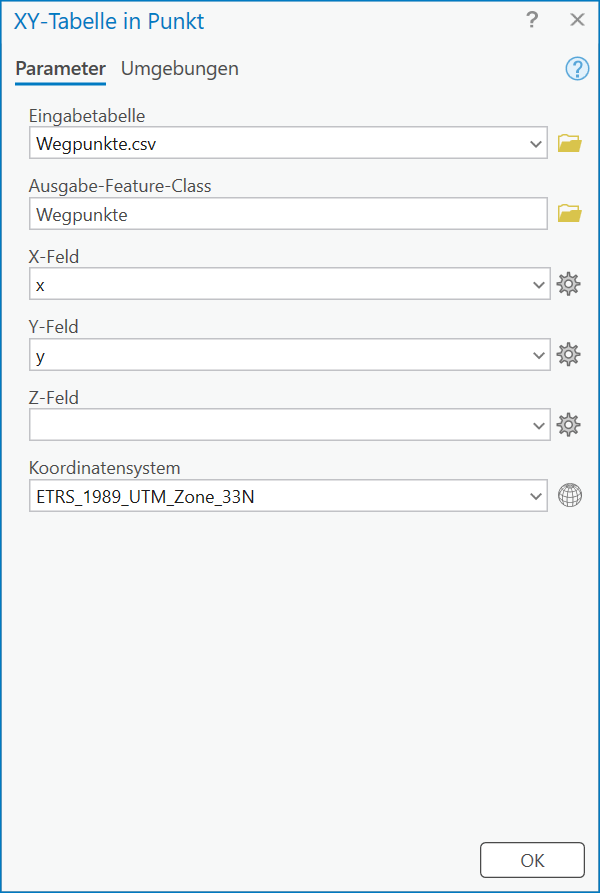 XY-Tabelle in Punkt ? ×
Parameter Umgebungen ?
Eingabetabelle
Wegpunkte.csv
Ausgabe-Feature-Class
Wegpunkte
X-Feld
x
Y-Feld
y
Z-Feld
Koordinatensystem
ETRS_1989_UTM_Zone_33N
OK